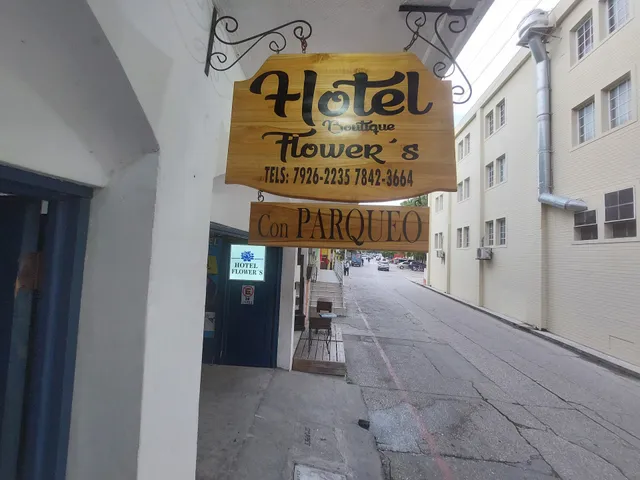 Hotel
Boutique
Flower´s
TELS: 7926-2235 7842-3664
Con PARQUEO
HOTEL
FLOWER´S